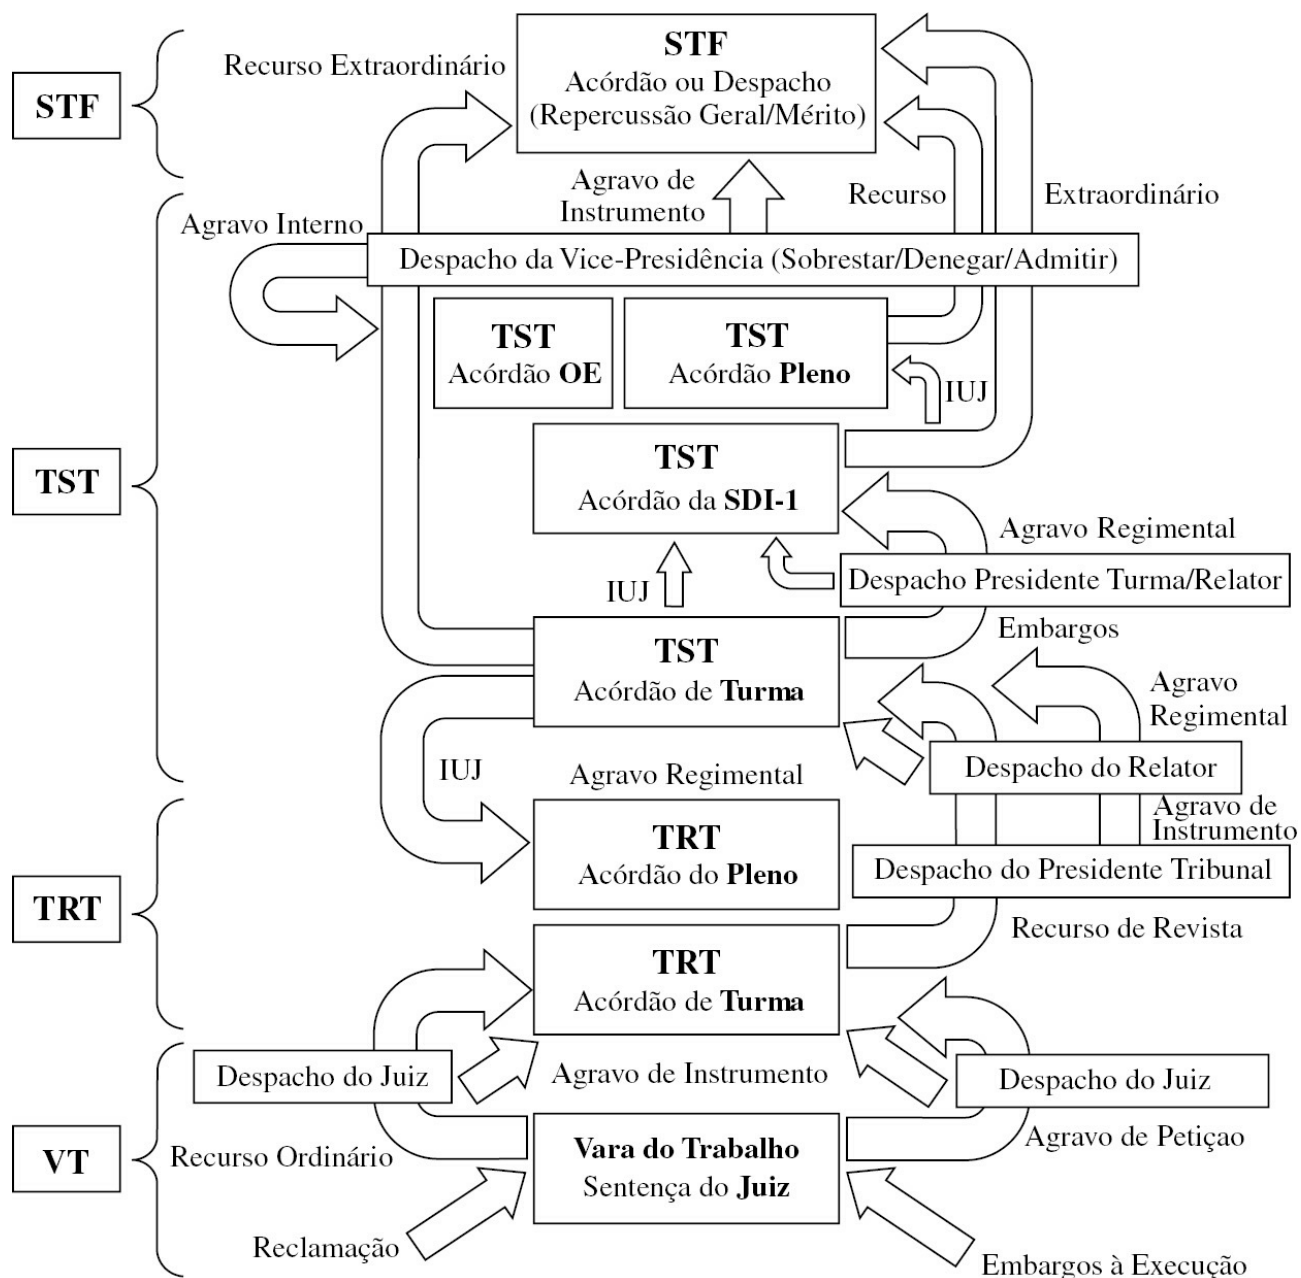 STF
Acórdão ou Despacho
(Repercussão Geral/Mérito)
Recurso Extraordinário
STF
Agravo de
Instrumento
Recurso
Extraordinário
Agravo Interno
Despacho da Vice-Presidência (Sobrestar/Denegar/Admitir)
TST
Acórdão OE
TST
Acórdão Pleno
IUJ
TST
TST
Acórdão da SDI-1
Agravo Regimental
Despacho Presidente Turma/Relator
IUJ
Embargos
TST
Acórdão de Turma
Agravo
Regimental
IUJ
Despacho do Relator
Agravo Regimental
Agravo de
Instrumento
TRT
Acórdão do Pleno
Despacho do Presidente Tribunal
TRT
Recurso de Revista
TRT
Acórdão de Turma
Despacho do Juiz
Agravo de Instrumento
Despacho do Juiz
VT
Recurso Ordinário
Vara do Trabalho
Sentença do Juiz
Agravo de Petiçao
Reclamação
Embargos à Execução